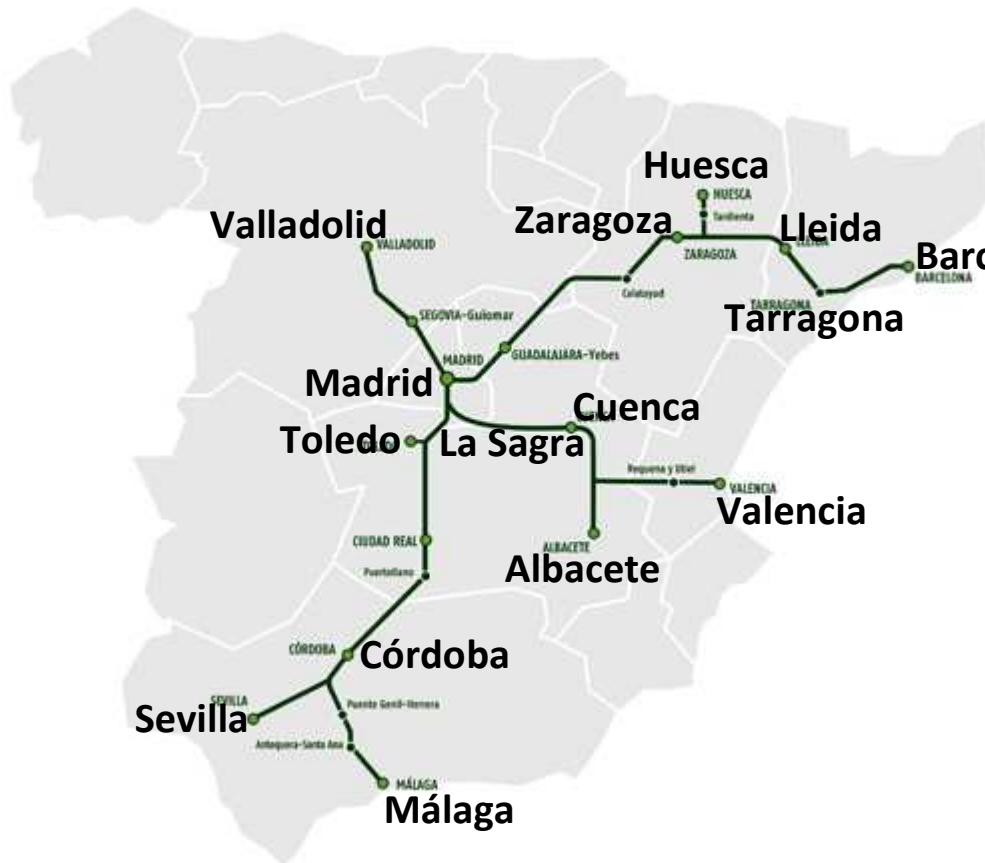 Huesca
HUESCA
Tardienta
Zaragoza
ZARAGOZA
Lleida
Valladolid
VALLADOLID
Barc
BARCELONA
Calatayud
TARRAGONA
Tarragona
SEGOVIA-Guiomar
MADRID
GUADALAJARA-Yebes
Madrid
Cuenca
Toledo
La Sagra
Requena y Utiel
VALENCIA
Valencia
CIUDAD REAL
ALBACETE
Albacete
Puertollano
CÓRDOBA
Córdoba
SEVILLA
Sevilla
Puente Genil-Herrera
Antequera-Santa Ana
MÁLAGA
Málaga